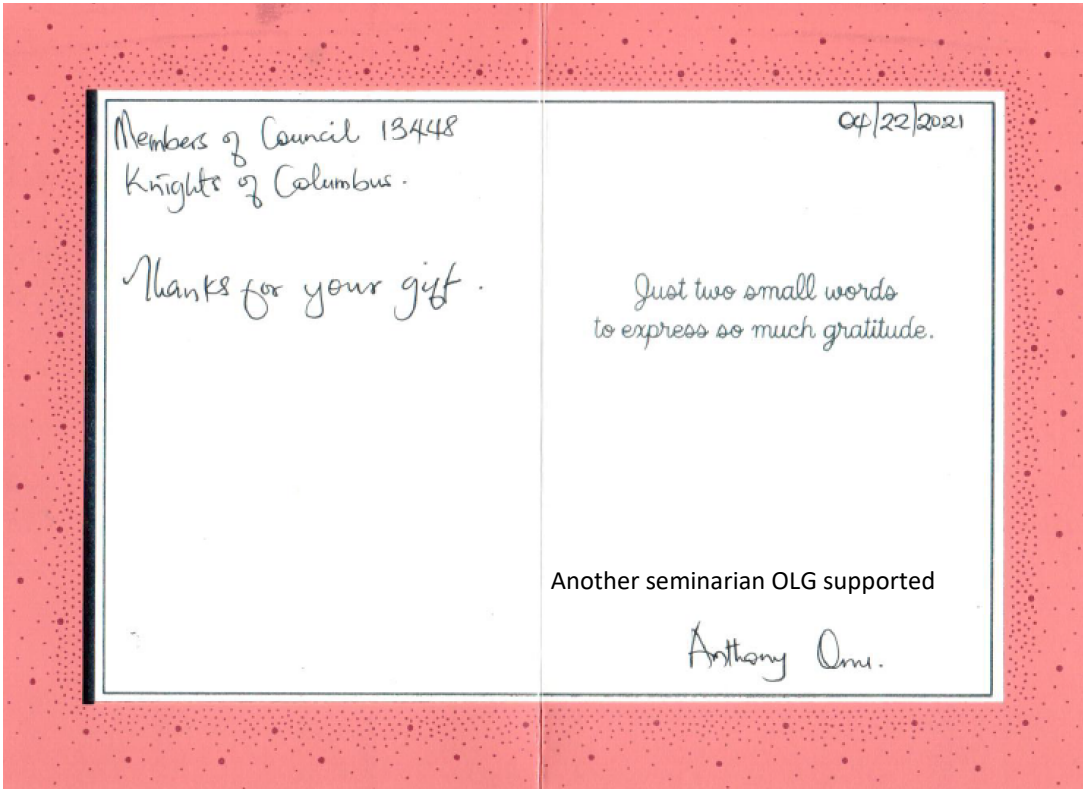 Members of Council 13448
Knights of Columbus.
Thanks for your gift.
04/22/2021
Just two small words
to express so much gratitude.
Another seminarian OLG supported
Anthony